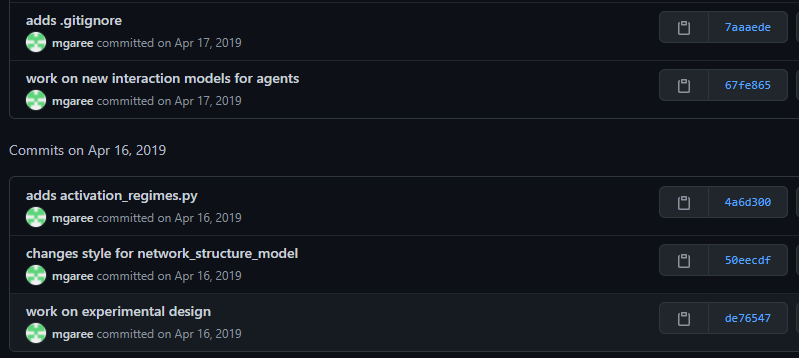 adds .gitignore
mgaree committed on Apr 17, 2019
7aaaede
work on new interaction models for agents
mgaree committed on Apr 17, 2019
67fe865
Commits on Apr 16, 2019
adds activation_regimes.py
mgaree committed on Apr 16, 2019
4a6d300
changes style for network_structure_model
mgaree committed on Apr 16, 2019
50eecdf
work on experimental design
mgaree committed on Apr 16, 2019
de76547